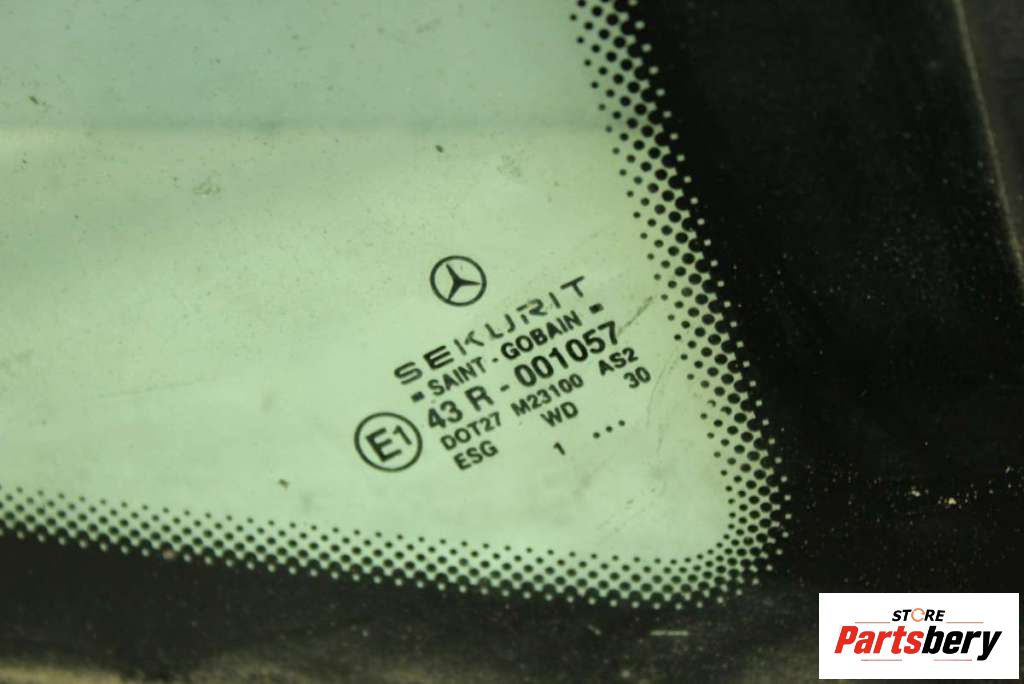 SEKURIT
- SAINT-GOBAIN -
E1 43 R - 001057
DOT27 M23100 AS2
ESG WD 30
1 ...
STORE
Partsbery